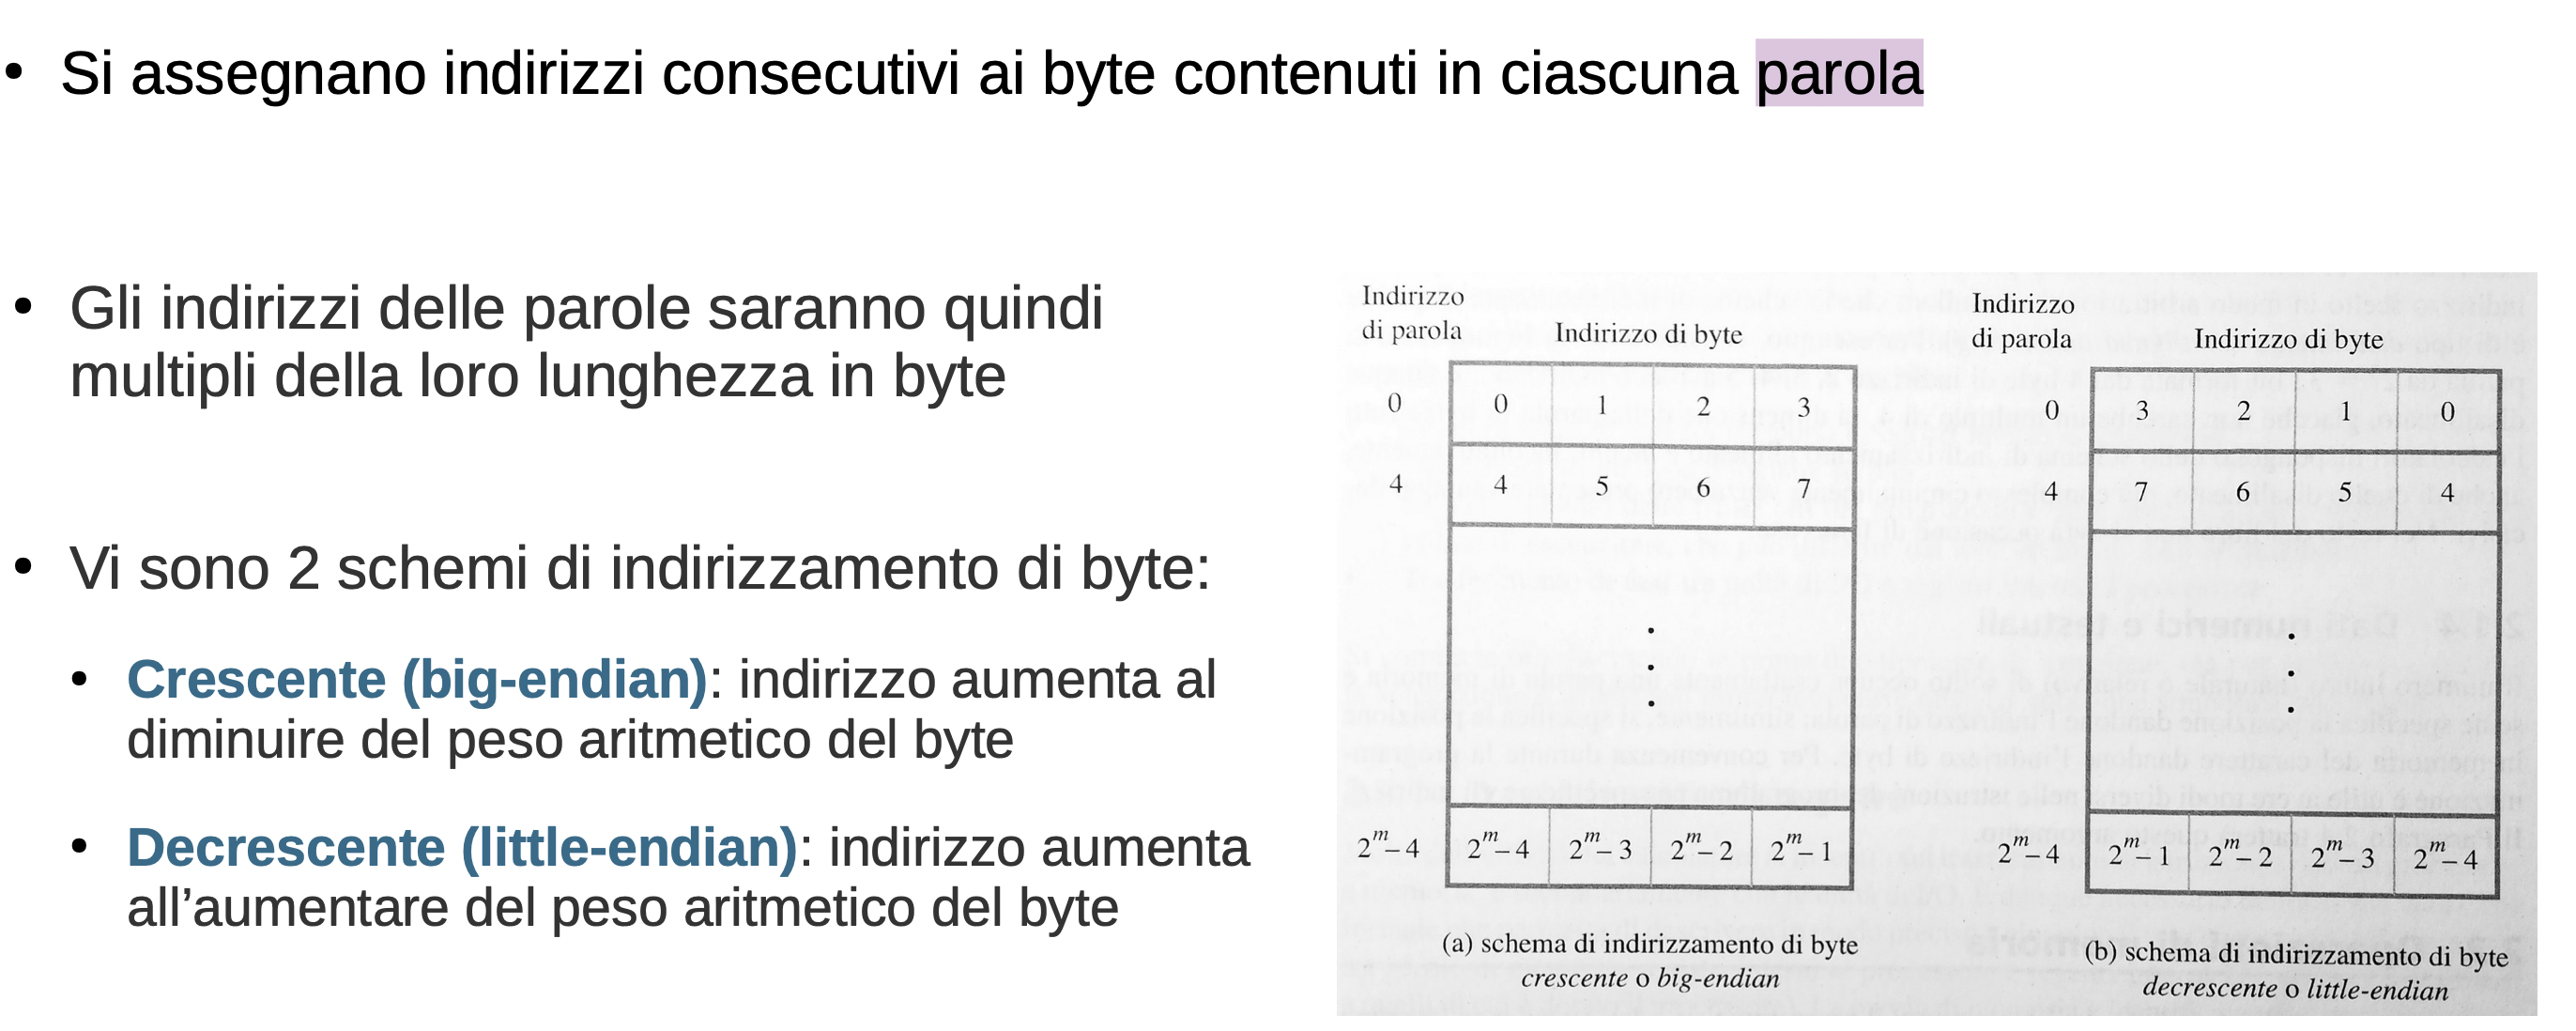 • Si assegnano indirizzi consecutivi ai byte contenuti in ciascuna parola
• Gli indirizzi delle parole saranno quindi
multipli della loro lunghezza in byte
• Vi sono 2 schemi di indirizzamento di byte:
• Crescente (big-endian): indirizzo aumenta al
diminuire del peso aritmetico del byte
• Decrescente (little-endian): indirizzo aumenta
all’aumentare del peso aritmetico del byte
Indirizzo
di parola Indirizzo di byte
0 0 1 2 3
4 4 5 6 7
2^m–4 2^m–4 2^m–3 2^m–2 2^m–1
(a) schema di indirizzamento di byte
crescente o big-endian
Indirizzo
di parola Indirizzo di byte
0 3 2 1 0
4 7 6 5 4
2^m–4 2^m–1 2^m–2 2^m–3 2^m–4
(b) schema di indirizzamento di byte
decrescente o little-endian